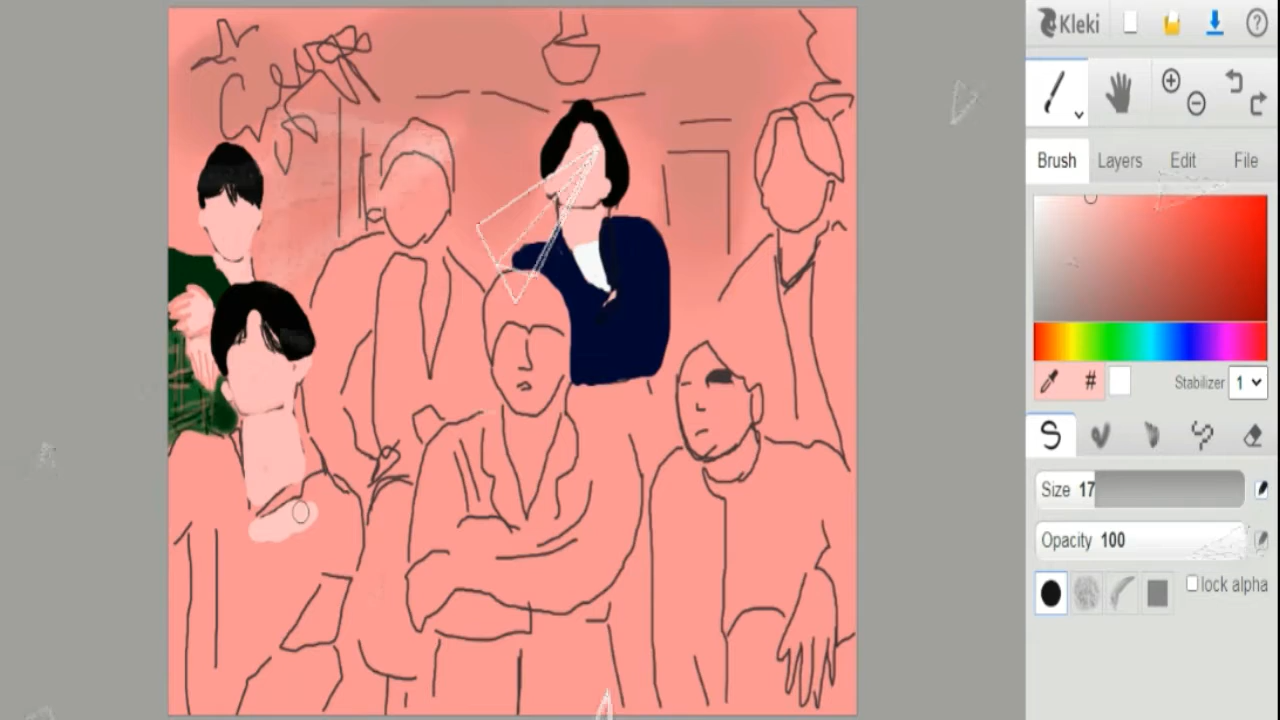 Kleki
Brush Layers Edit File
# Stabilizer 1
Size 17
Opacity 100
lock alpha